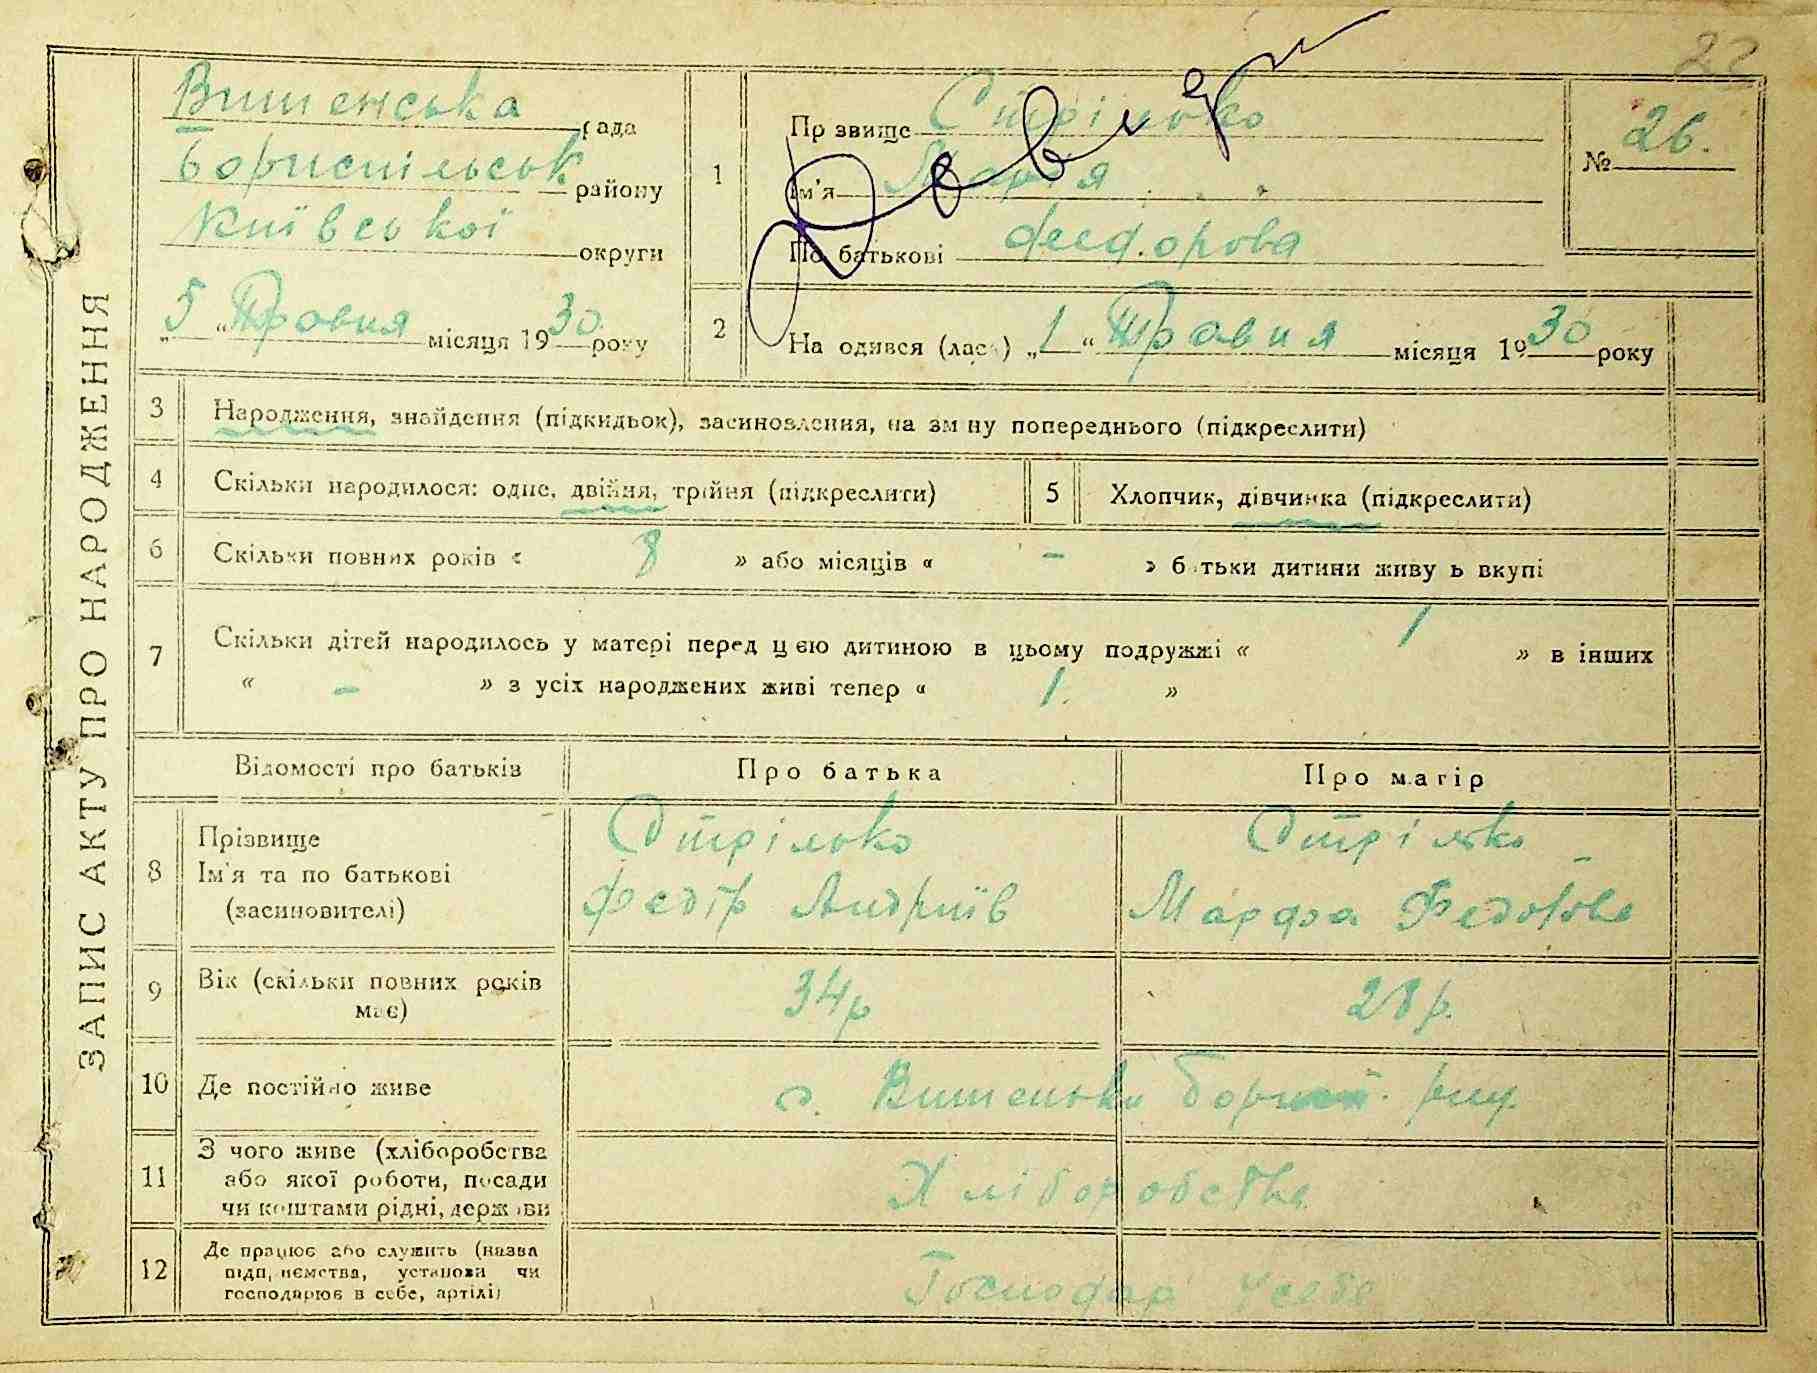 22
ЗАПИС АКТУ ПРО НАРОДЖЕННЯ
Вишенська рада
Бориспільськ району
Київської округи
„5“ Травня місяця 1930 року
1
Прізвище Стрілько
Ім'я Марія
По батькові Феодорова
№ 26.
2
Народився (лась) „1“ Травня місяця 1930 року
3 Народження, знайдення (підкидьок), засиновлення, на зміну попереднього (підкреслити)
4 Скільки народилося: одне, двійня, трійня (підкреслити)
5 Хлопчик, дівчинка (підкреслити)
6 Скільки повних років « 8 » або місяців « – » батьки дитини живуть вкупі
7 Скільки дітей народилось у матері перед цією дитиною в цьому подружжі « 1 » в інших
« – » з усіх народжених живі тепер « 1. »
Відомості про батьків Про батька Про матір
8 Прізвище
Ім'я та по батькові
(засиновителі)
Стрілько
Федір Андріїв
Стрілько
Марфа Федорова
9 Вік (скільки повних років має) 34р 28р.
10 Де постійно живе с. Вишеньки
11 З чого живе (хліборобства
або якої роботи, посади
чи коштами рідні, держави
Хліборобства
12 Де працює або служить (назва
підприємства, установи чи
господарює в себе, артілі)
Господар у себе